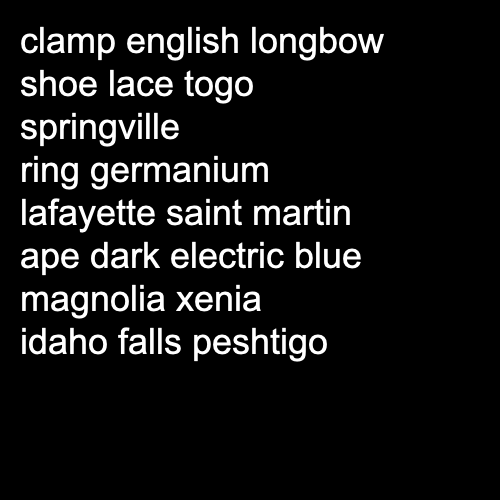 clamp english longbow
shoe lace togo
springville
ring germanium
lafayette saint martin
ape dark electric blue
magnolia xenia
idaho falls peshtigo